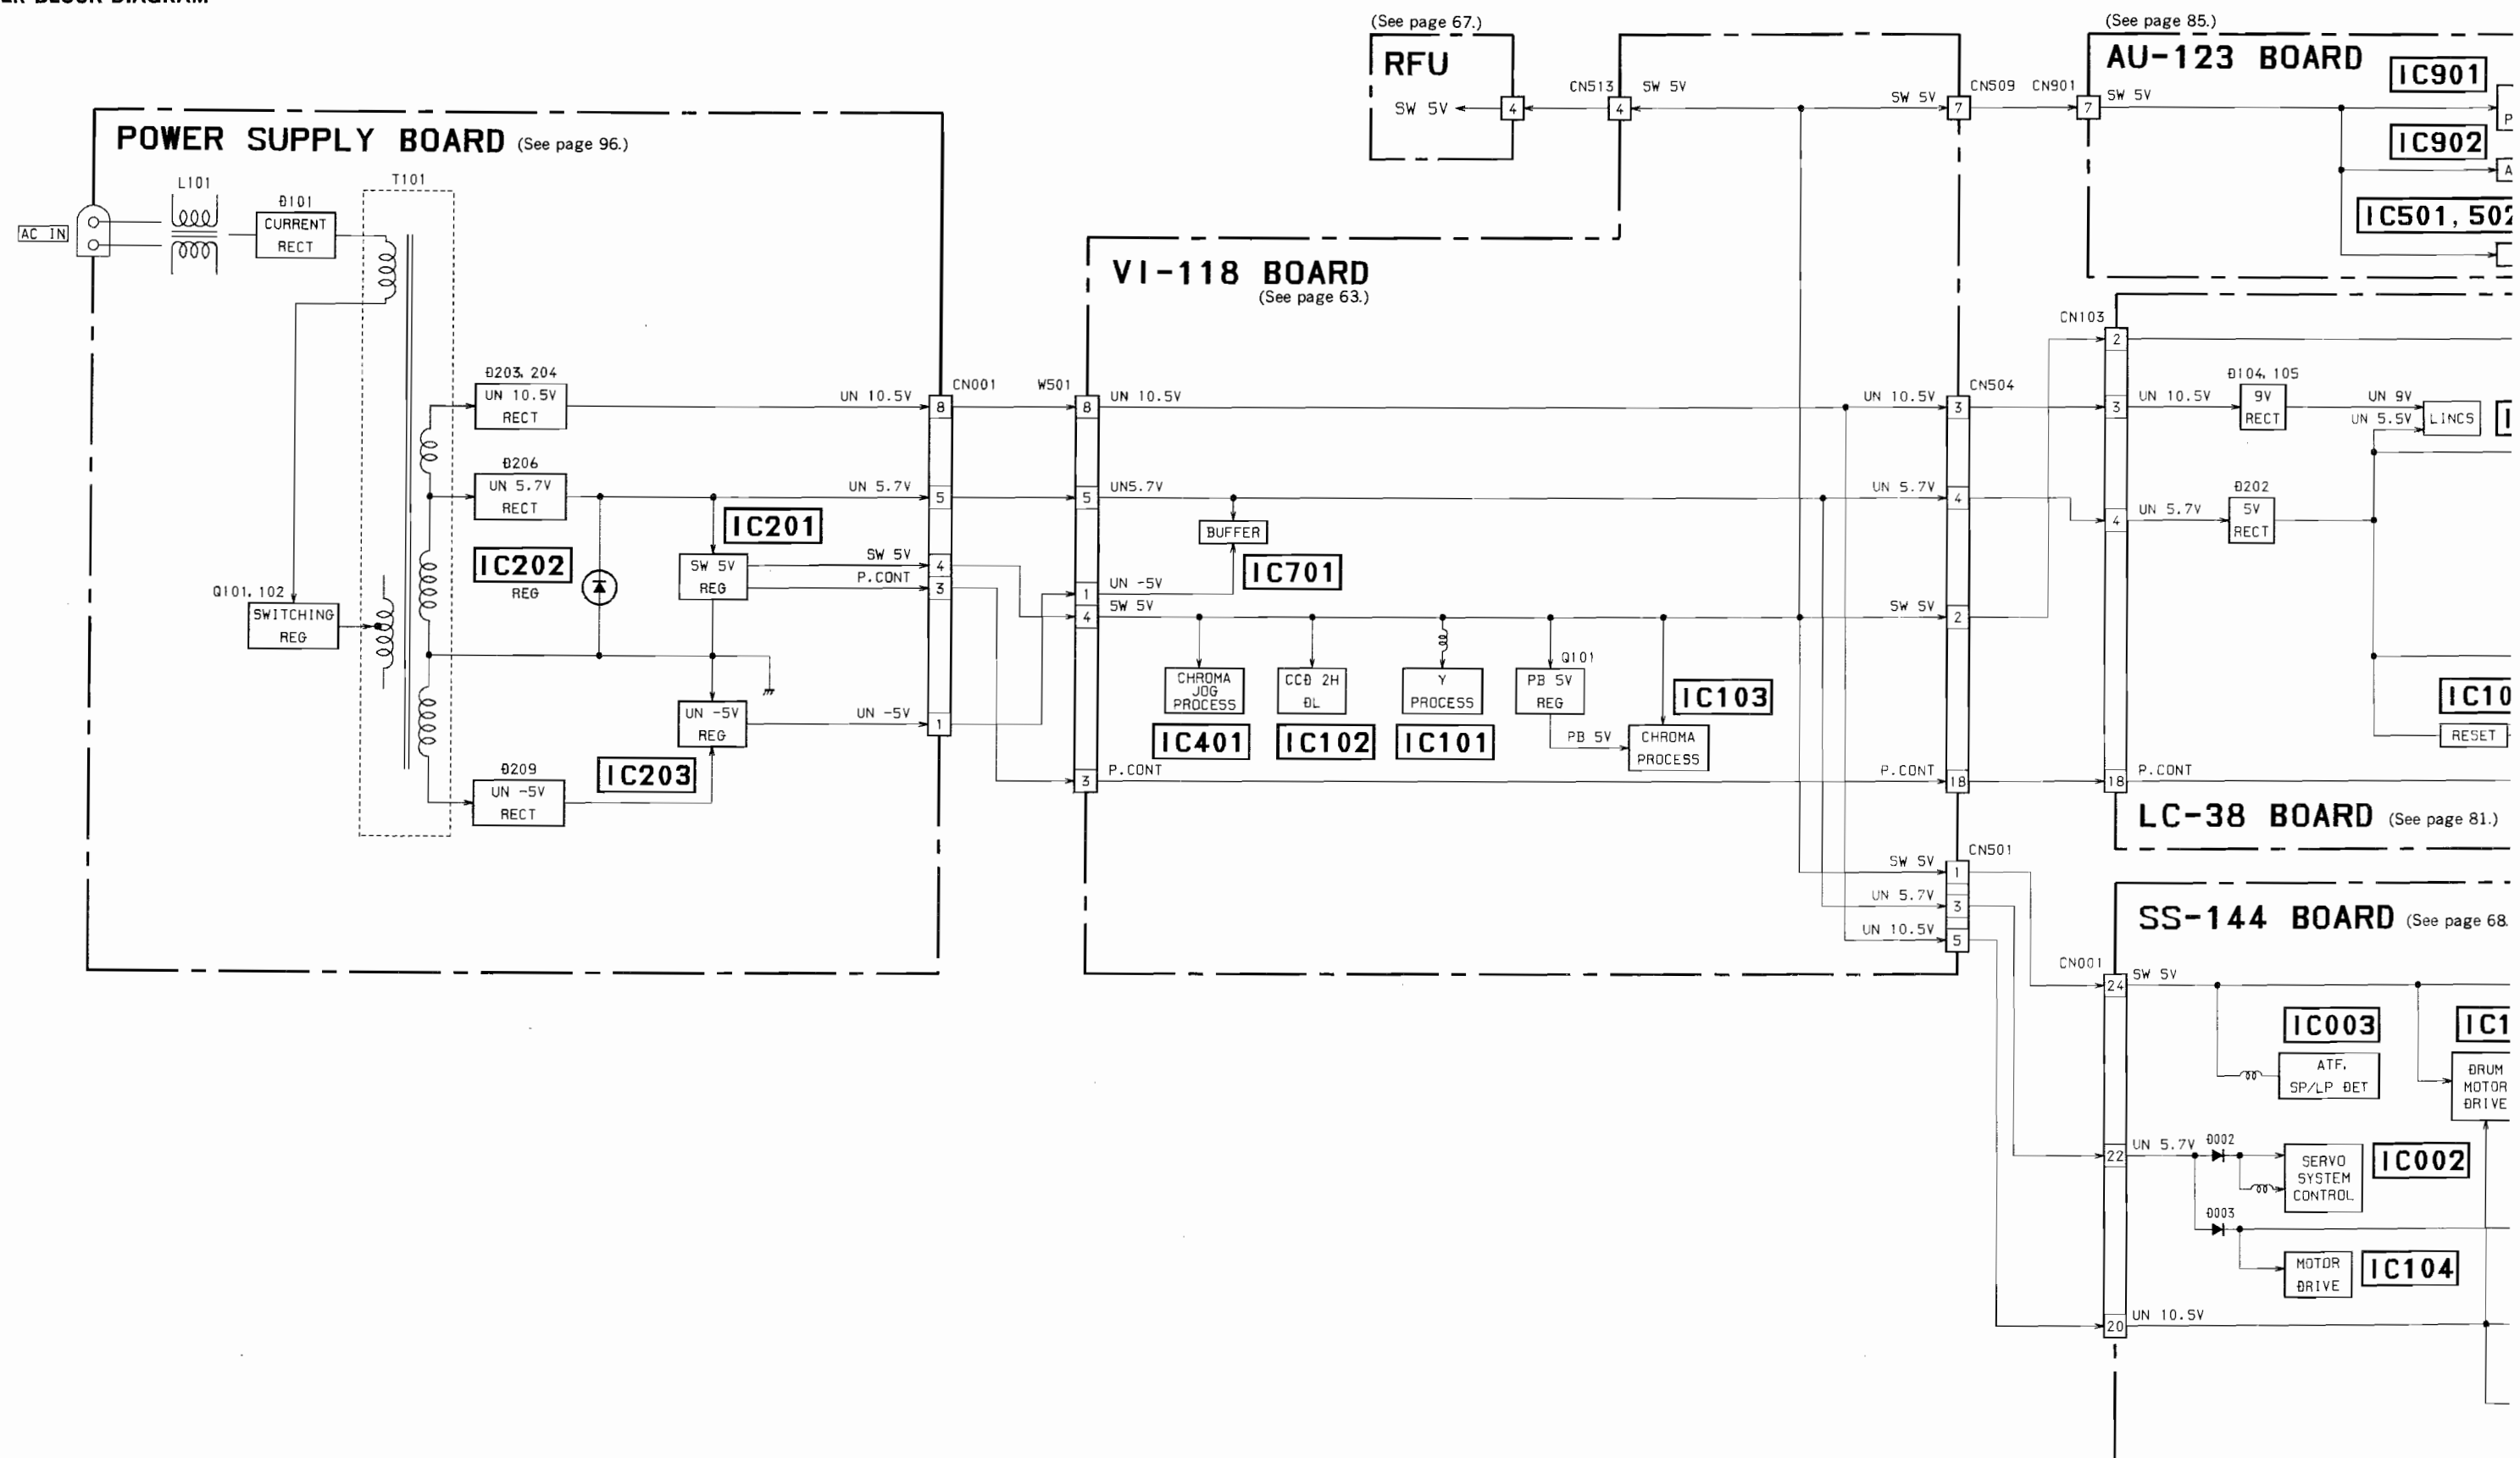 (See page 67.)
RFU
SW 5V
4
CN513
4
SW 5V
SW 5V
7
CN509
CN901
7
(See page 85.)
AU-123 BOARD
SW 5V
IC901
P
IC902
A
IC501, 502
POWER SUPPLY BOARD (See page 96.)
AC IN
L101
D101
CURRENT
RECT
T101
Q101, 102
SWITCHING
REG
D203, 204
UN 10.5V
RECT
UN 10.5V
8
D206
UN 5.7V
RECT
UN 5.7V
5
IC201
IC202
REG
SW 5V
REG
SW 5V
4
P.CONT
3
UN -5V
REG
UN -5V
1
IC203
D209
UN -5V
RECT
CN001
W501
VI-118 BOARD
(See page 63.)
8
UN 10.5V
UN 10.5V
3
CN504
5
UN5.7V
UN 5.7V
4
BUFFER
IC701
1
UN -5V
4
SW 5V
SW 5V
2
CHROMA
JOG
PROCESS
IC401
CCD 2H
DL
IC102
Y
PROCESS
IC101
Q101
PB 5V
REG
PB 5V
IC103
CHROMA
PROCESS
3
P.CONT
P.CONT
18
CN501
SW 5V
1
UN 5.7V
3
UN 10.5V
5
CN103
2
3
UN 10.5V
D104, 105
9V
RECT
UN 9V
UN 5.5V
LINCS
4
UN 5.7V
D202
5V
RECT
IC10
RESET
18
P.CONT
LC-38 BOARD (See page 81.)
SS-144 BOARD (See page 68.
CN001
24
SW 5V
IC003
ATF,
SP/LP DET
IC1
DRUM
MOTOR
DRIVE
22
UN 5.7V
D002
SERVO
SYSTEM
CONTROL
IC002
D003
MOTOR
DRIVE
IC104
20
UN 10.5V